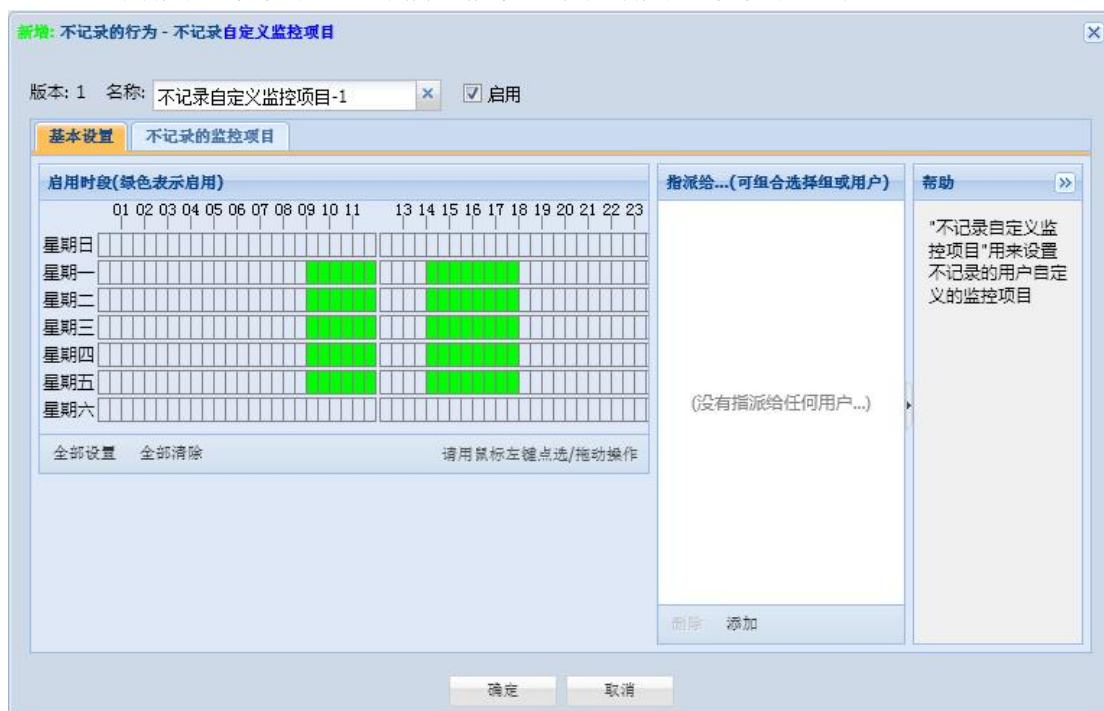 新增: 不记录的行为 - 不记录自定义监控项目
版本: 1 名称: 不记录自定义监控项目-1 启用
基本设置 不记录的监控项目
启用时段(绿色表示启用)
01 02 03 04 05 06 07 08 09 10 11 13 14 15 16 17 18 19 20 21 22 23
星期日
星期一
星期二
星期三
星期四
星期五
星期六
全部设置 全部清除 请用鼠标左键点选/拖动操作
指派给...(可组合选择组或用户)
(没有指派给任何用户...)
删除 添加
帮助
"不记录自定义监
控项目"用来设置
不记录的用户自定
义的监控项目
确定 取消